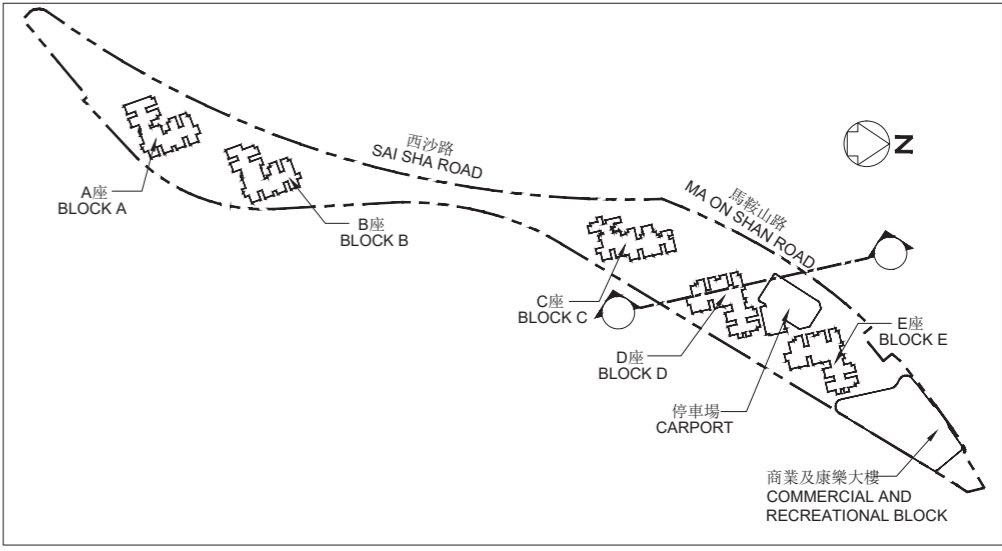 西沙路
SAI SHA ROAD
馬鞍山路
MA ON SHAN ROAD
N
A座
BLOCK A
B座
BLOCK B
C座
BLOCK C
D座
BLOCK D
E座
BLOCK E
停車場
CARPORT
商業及康樂大樓
COMMERCIAL AND
RECREATIONAL BLOCK